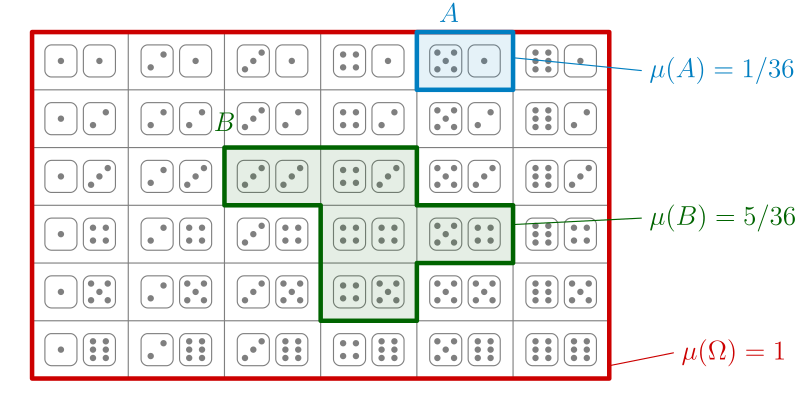 A
μ(A) = 1/36
B
μ(B) = 5/36
μ(Ω) = 1